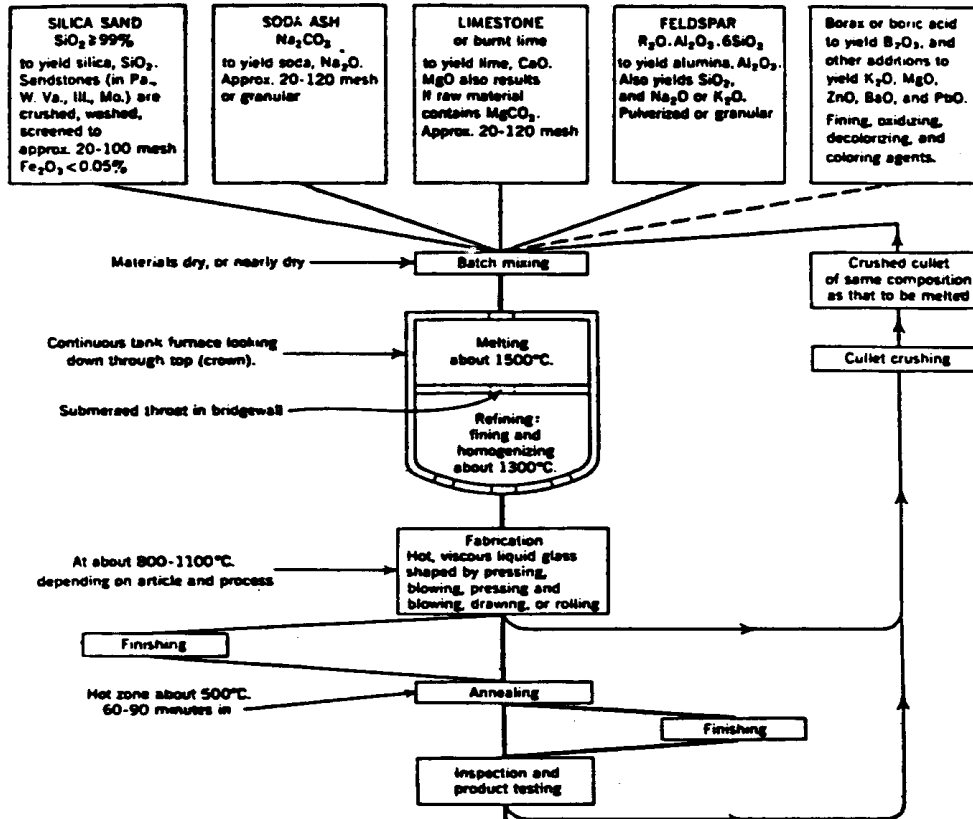 SILICA SAND
SiO₂ ≥ 99%
to yield silica, SiO₂.
Sandstones (in Pa.,
W. Va., Ill., Mo.) are
crushed, washed,
screened to
approx. 20-100 mesh
Fe₂O₃ < 0.05%
SODA ASH
Na₂CO₃
to yield soda, Na₂O.
Approx. 20-120 mesh
or granular
LIMESTONE
or burnt lime
to yield lime, CaO.
MgO also results
If raw material
contains MgCO₃.
Approx. 20-120 mesh
FELDSPAR
R₂O.Al₂O₃.6SiO₂
to yield alumina, Al₂O₃.
Also yields SiO₂,
and Na₂O or K₂O.
Pulverized or granular
Borax or boric acid
to yield B₂O₃, and
other additions to
yield K₂O, MgO,
ZnO, BaO, and PbO.
Fining, oxidizing,
decolorizing, and
coloring agents.
Materials dry, or nearly dry
Batch mixing
Crushed cullet
of same composition
as that to be melted
Continuous tank furnace looking
down through top (crown).
Melting
about 1500°C.
Cullet crushing
Submerged throat in bridgewall
Refining:
fining and
homogenizing
about 1300°C.
At about 800-1100°C.
depending on article and process
Fabrication
Hot, viscous liquid glass
shaped by pressing,
blowing, pressing and
blowing, drawing, or rolling
Finishing
Hot zone about 500°C.
60-90 minutes in
Annealing
Finishing
Inspection and
product testing